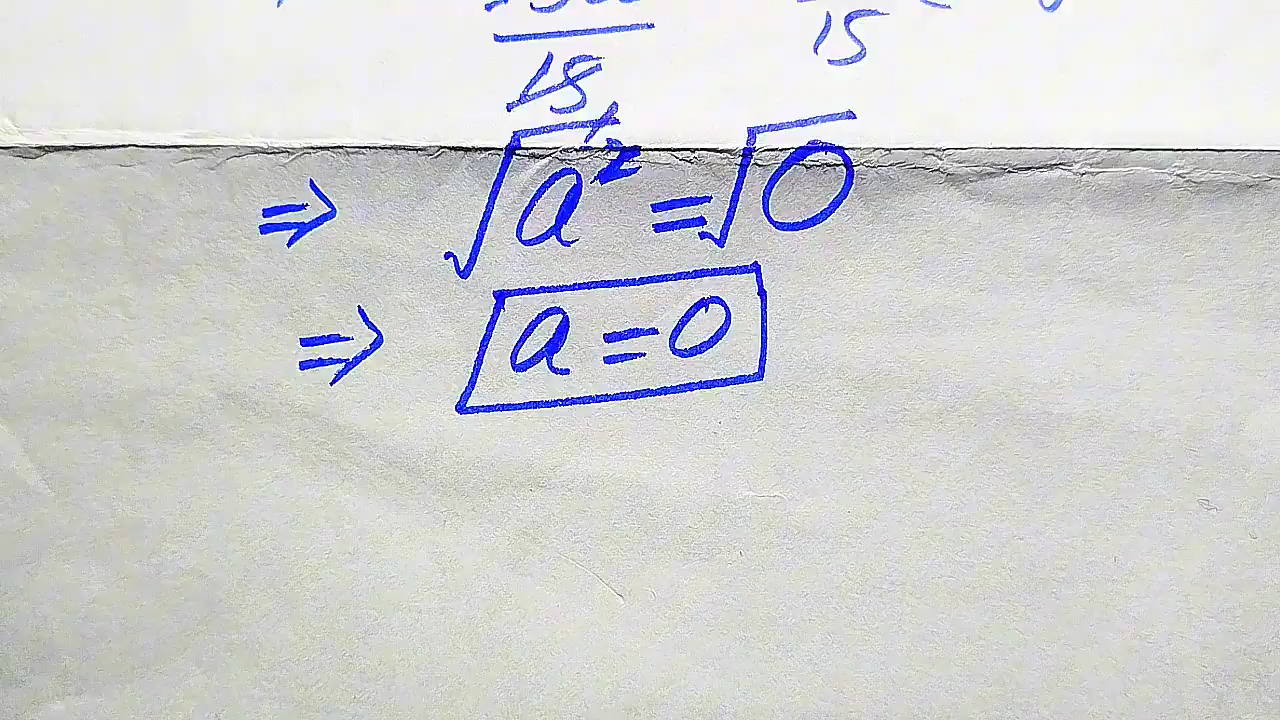 15 15
⇒ √a² = √0
⇒ a = 0